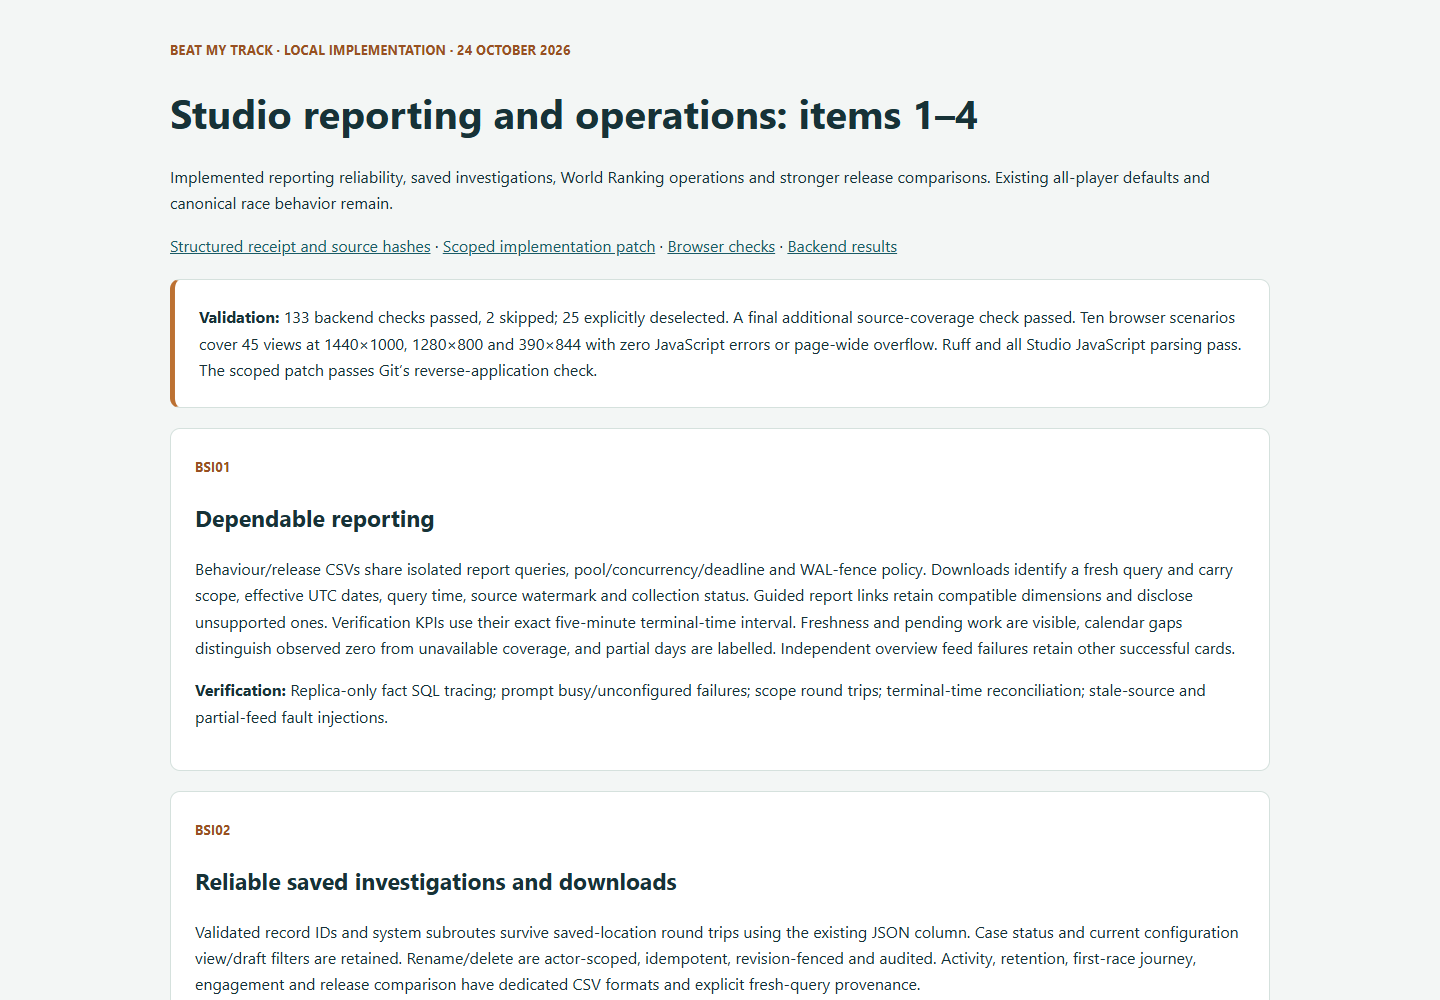 BEAT MY TRACK · LOCAL IMPLEMENTATION · 24 OCTOBER 2026
Studio reporting and operations: items 1–4
Implemented reporting reliability, saved investigations, World Ranking operations and stronger release comparisons. Existing all-player defaults and
canonical race behavior remain.
Structured receipt and source hashes · Scoped implementation patch · Browser checks · Backend results
Validation: 133 backend checks passed, 2 skipped; 25 explicitly deselected. A final additional source-coverage check passed. Ten browser scenarios
cover 45 views at 1440×1000, 1280×800 and 390×844 with zero JavaScript errors or page-wide overflow. Ruff and all Studio JavaScript parsing pass.
The scoped patch passes Git's reverse-application check.
BSI01
Dependable reporting
Behaviour/release CSVs share isolated report queries, pool/concurrency/deadline and WAL-fence policy. Downloads identify a fresh query and carry
scope, effective UTC dates, query time, source watermark and collection status. Guided report links retain compatible dimensions and disclose
unsupported ones. Verification KPIs use their exact five-minute terminal-time interval. Freshness and pending work are visible, calendar gaps
distinguish observed zero from unavailable coverage, and partial days are labelled. Independent overview feed failures retain other successful cards.
Verification: Replica-only fact SQL tracing; prompt busy/unconfigured failures; scope round trips; terminal-time reconciliation; stale-source and
partial-feed fault injections.
BSI02
Reliable saved investigations and downloads
Validated record IDs and system subroutes survive saved-location round trips using the existing JSON column. Case status and current configuration
view/draft filters are retained. Rename/delete are actor-scoped, idempotent, revision-fenced and audited. Activity, retention, first-race journey,
engagement and release comparison have dedicated CSV formats and explicit fresh-query provenance.